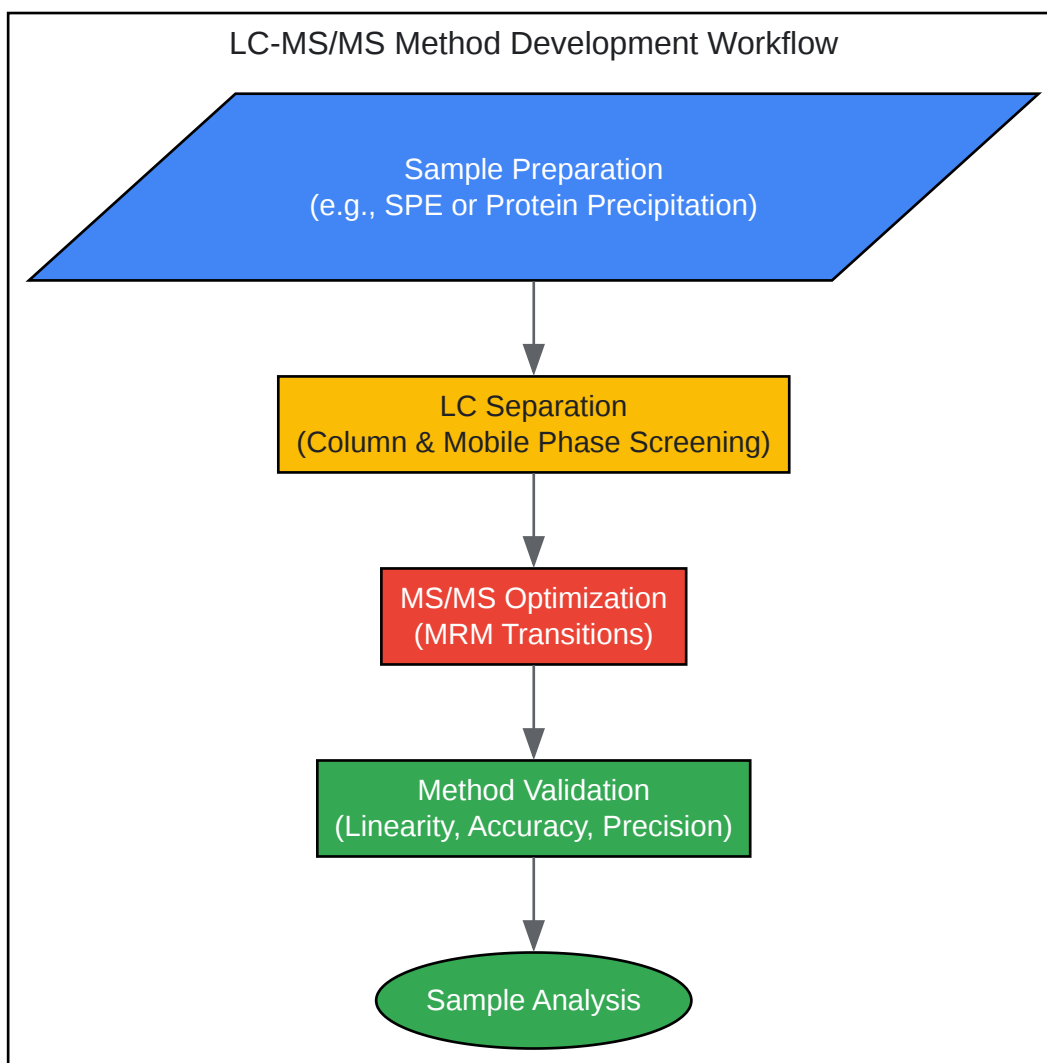 LC-MS/MS Method Development Workflow
Sample Preparation
(e.g., SPE or Protein Precipitation)
LC Separation
(Column & Mobile Phase Screening)
MS/MS Optimization
(MRM Transitions)
Method Validation
(Linearity, Accuracy, Precision)
Sample Analysis